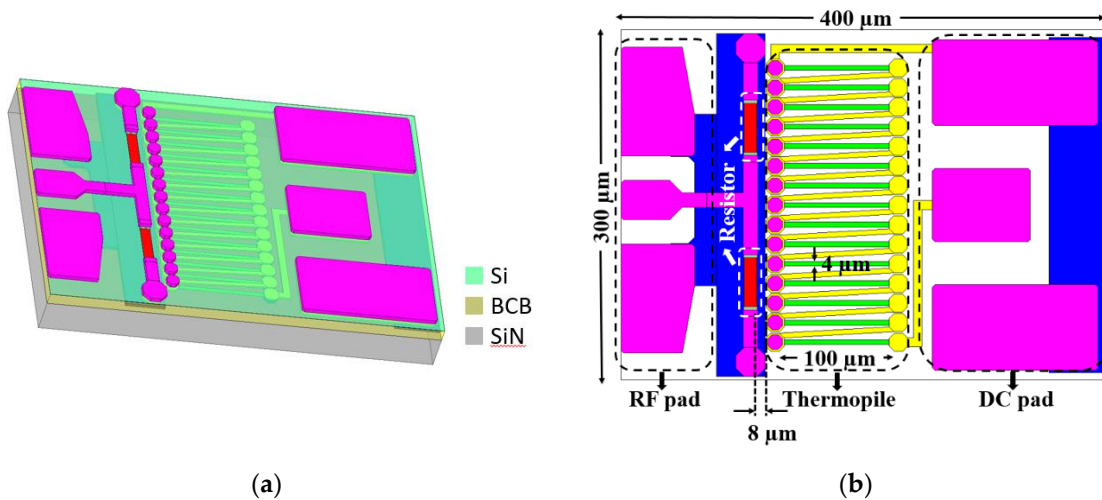 400 μm
300 μm
Resistor
4 μm
100 μm
RF pad
Thermopile
DC pad
8 μm
Si
BCB
SiN
(a)
(b)